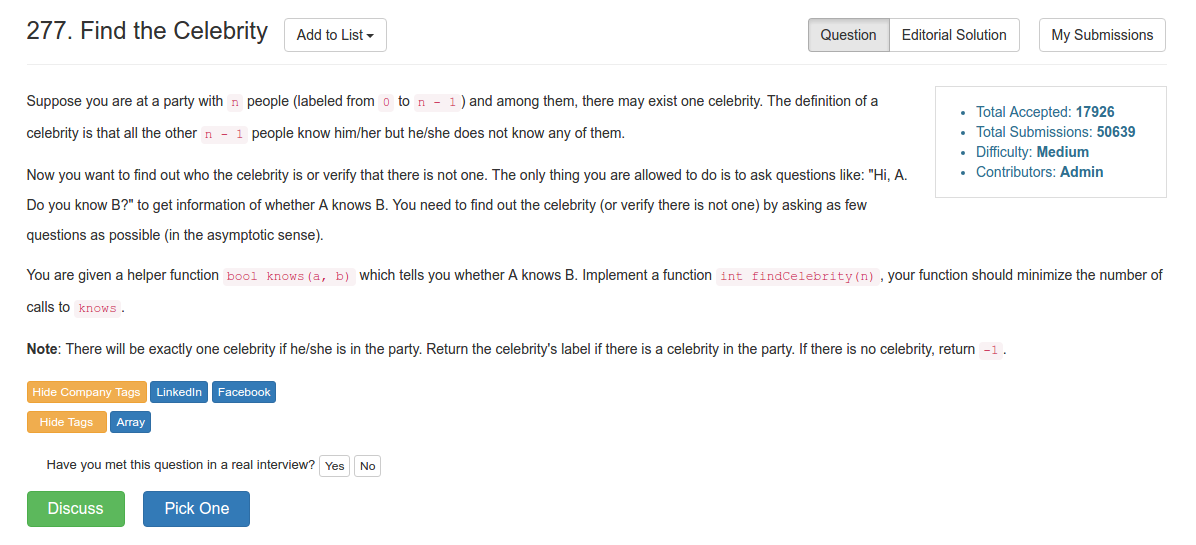 277. Find the Celebrity
Add to List
Question
Editorial Solution
My Submissions
Suppose you are at a party with n people (labeled from 0 to n - 1) and among them, there may exist one celebrity. The definition of a
celebrity is that all the other n - 1 people know him/her but he/she does not know any of them.
Total Accepted: 17926
Total Submissions: 50639
Difficulty: Medium
Contributors: Admin
Now you want to find out who the celebrity is or verify that there is not one. The only thing you are allowed to do is to ask questions like: "Hi, A.
Do you know B?" to get information of whether A knows B. You need to find out the celebrity (or verify there is not one) by asking as few
questions as possible (in the asymptotic sense).
You are given a helper function bool knows(a, b) which tells you whether A knows B. Implement a function int findCelebrity(n), your function should minimize the number of
calls to knows.
Note: There will be exactly one celebrity if he/she is in the party. Return the celebrity's label if there is a celebrity in the party. If there is no celebrity, return -1.
Hide Company Tags LinkedIn Facebook
Hide Tags Array
Have you met this question in a real interview? Yes No
Discuss Pick One